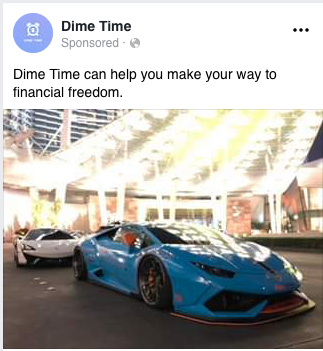 Dime Time
Sponsored ·
Dime Time can help you make your way to
financial freedom.